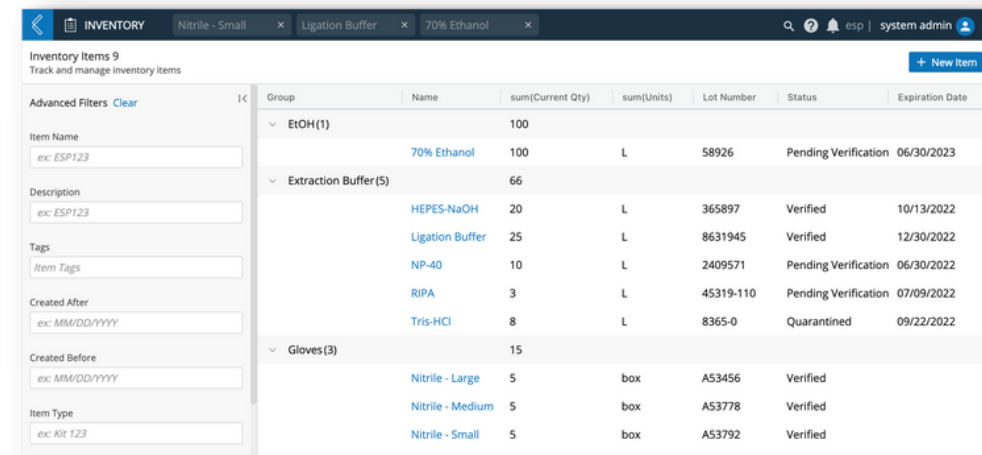 INVENTORY Nitrile - Small × Ligation Buffer × 70% Ethanol × esp | system admin
Inventory Items 9
Track and manage inventory items
+ New Item
Advanced Filters Clear
Item Name
ex: ESP123
Description
ex: ESP123
Tags
Item Tags
Created After
ex: MM/DD/YYYY
Created Before
ex: MM/DD/YYYY
Item Type
ex: Kit 123
Group Name sum(Current Qty) sum(Units) Lot Number Status Expiration Date
EtOH(1) 100
70% Ethanol 100 L 58926 Pending Verification 06/30/2023
Extraction Buffer(5) 66
HEPES-NaOH 20 L 365897 Verified 10/13/2022
Ligation Buffer 25 L 8631945 Verified 12/30/2022
NP-40 10 L 2409571 Pending Verification 06/30/2022
RIPA 3 L 45319-110 Pending Verification 07/09/2022
Tris-HCl 8 L 8365-0 Quarantined 09/22/2022
Gloves(3) 15
Nitrile - Large 5 box A53456 Verified
Nitrile - Medium 5 box A53778 Verified
Nitrile - Small 5 box A53792 Verified